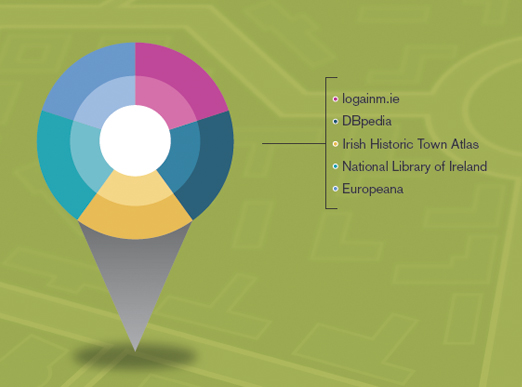 logainm.ie
DBpedia
Irish Historic Town Atlas
National Library of Ireland
Europeana